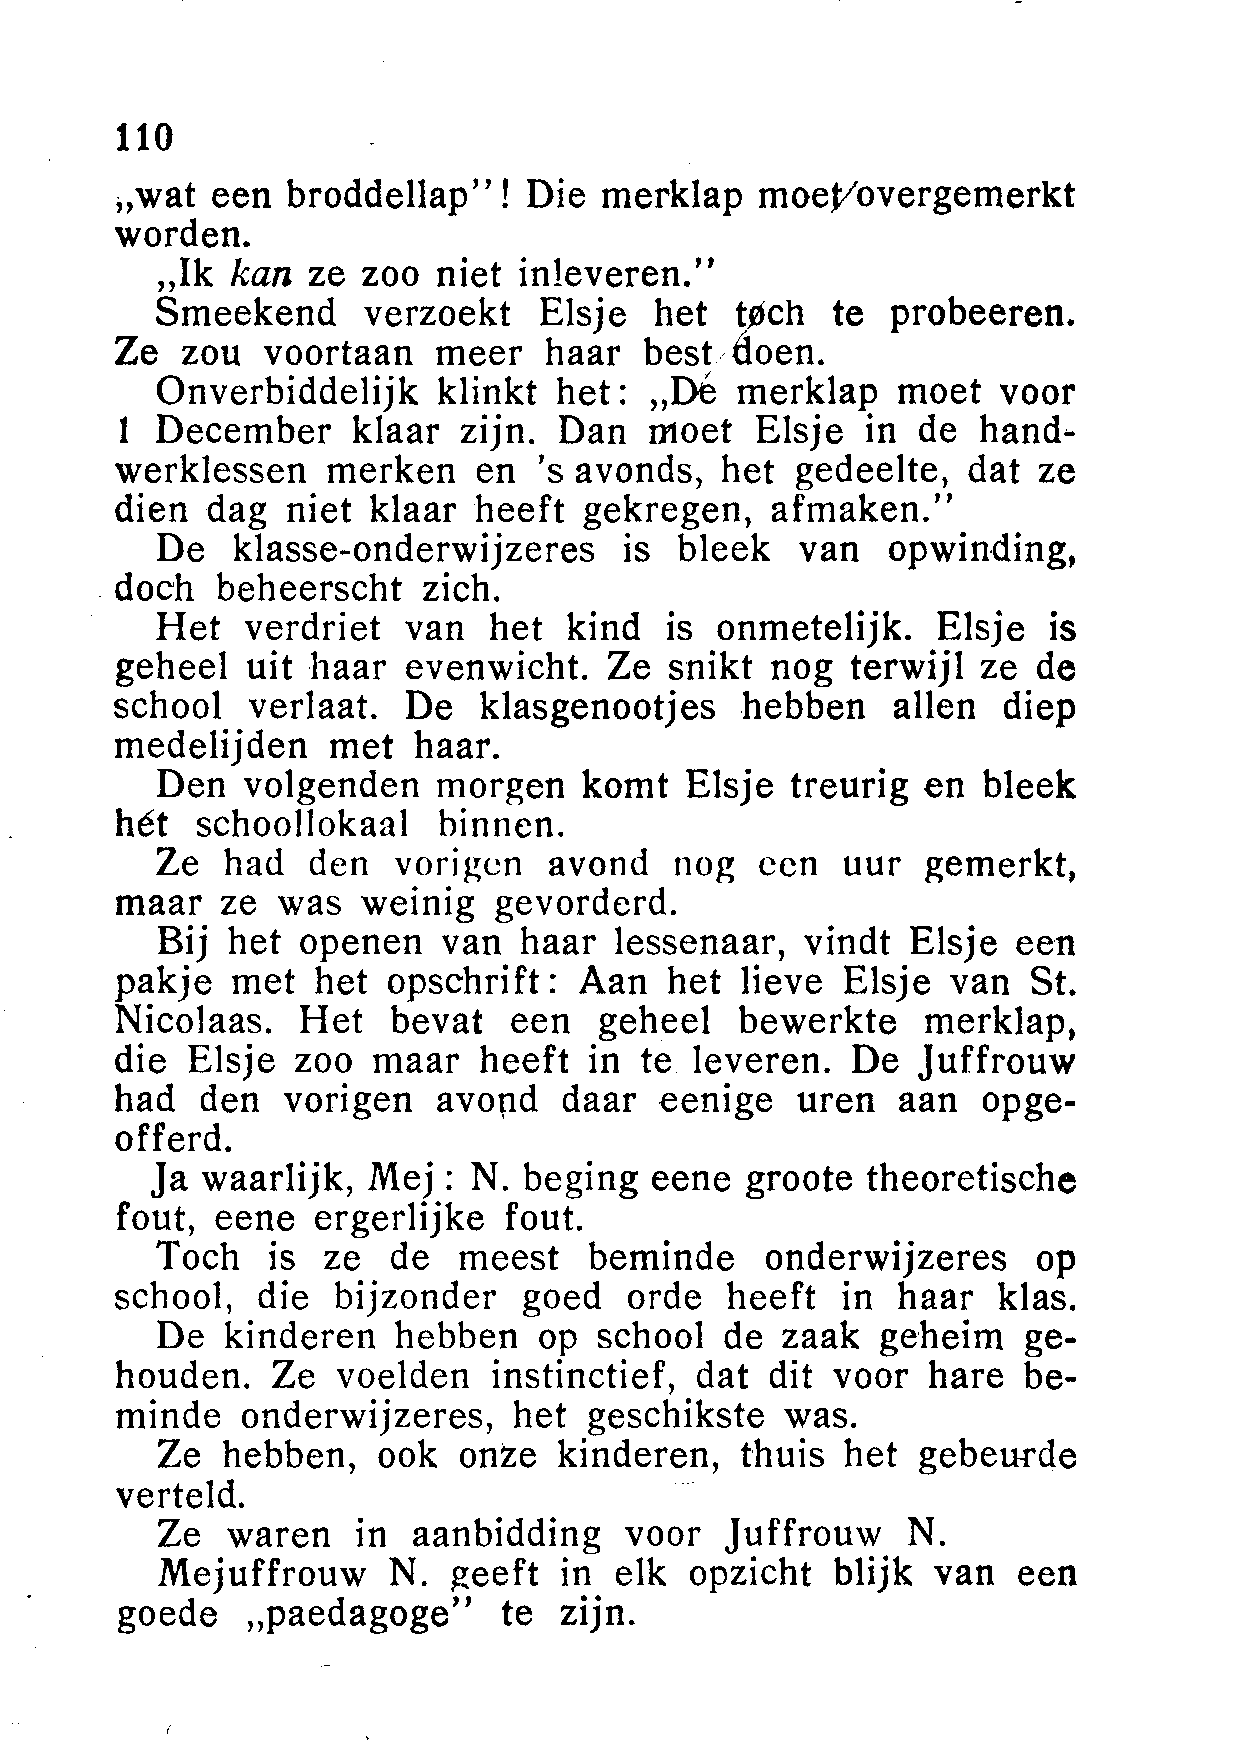 110
„wat een broddellap”! Die merklap moet overgemerkt
worden.
„Ik kan ze zoo niet inleveren.”
Smeekend verzoekt Elsje het toch te probeeren.
Ze zou voortaan meer haar best doen.
Onverbiddelijk klinkt het: „De merklap moet voor
1 December klaar zijn. Dan moet Elsje in de hand-
werklessen merken en 's avonds, het gedeelte, dat ze
dien dag niet klaar heeft gekregen, afmaken.”
De klasse-onderwijzeres is bleek van opwinding,
doch beheerscht zich.
Het verdriet van het kind is onmetelijk. Elsje is
geheel uit haar evenwicht. Ze snikt nog terwijl ze de
school verlaat. De klasgenootjes hebben allen diep
medelijden met haar.
Den volgenden morgen komt Elsje treurig en bleek
hét schoollokaal binnen.
Ze had den vorigen avond nog een uur gemerkt,
maar ze was weinig gevorderd.
Bij het openen van haar lessenaar, vindt Elsje een
pakje met het opschrift: Aan het lieve Elsje van St.
Nicolaas. Het bevat een geheel bewerkte merklap,
die Elsje zoo maar heeft in te leveren. De Juffrouw
had den vorigen avond daar eenige uren aan opge-
offerd.
Ja waarlijk, Mej: N. beging eene groote theoretische
fout, eene ergerlijke fout.
Toch is ze de meest beminde onderwijzeres op
school, die bijzonder goed orde heeft in haar klas.
De kinderen hebben op school de zaak geheim ge-
houden. Ze voelden instinctief, dat dit voor hare be-
minde onderwijzeres, het geschikste was.
Ze hebben, ook onze kinderen, thuis het gebeurde
verteld.
Ze waren in aanbidding voor Juffrouw N.
Mejuffrouw N. geeft in elk opzicht blijk van een
goede „paedagoge” te zijn.